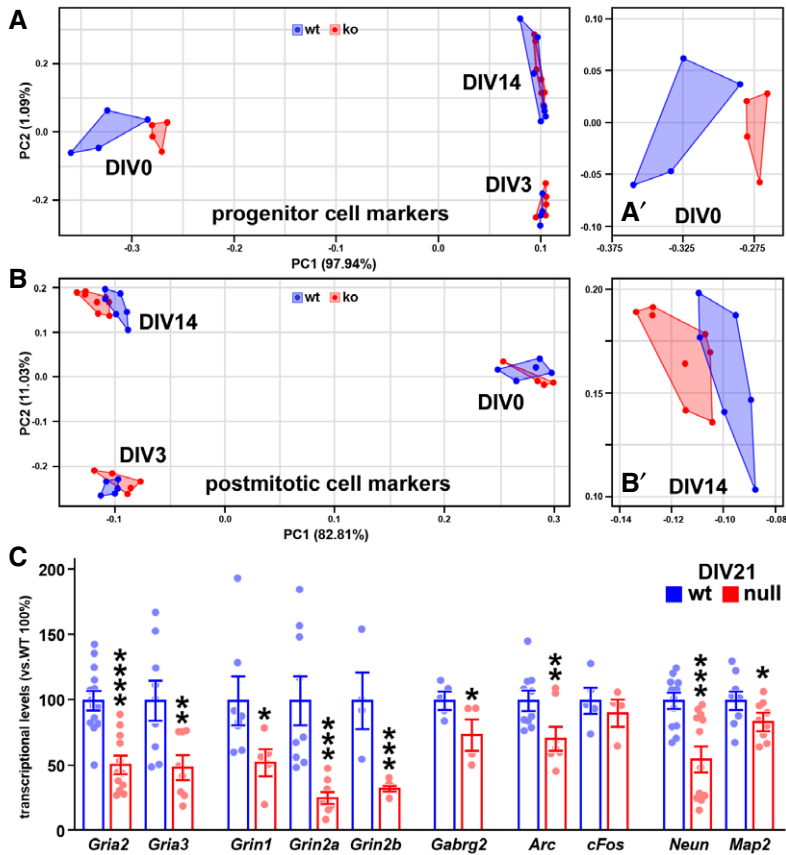 A
wt ko
PC2 (1.09%)
0.2
0.0
-0.2
DIV14
DIV0
DIV3
progenitor cell markers
-0.3 -0.2 -0.1 0.0 0.1
PC1 (97.94%)
0.10
0.05
0.00
-0.05
-0.10
A′ DIV0
-0.375 -0.325 -0.275
B
wt ko
PC2 (11.03%)
0.2
0.1
0.0
-0.2
DIV14
DIV0
DIV3
postmitotic cell markers
-0.1 0.0 0.1 0.2 0.3
PC1 (82.81%)
0.20
0.15
0.10
B′ DIV14
-0.14 -0.12 -0.10 -0.08
C
DIV21
wt null
transcriptional levels (vs.WT 100%)
200
150
100
50
0
**** ** * *** *** * ** *** *
Gria2 Gria3 Grin1 Grin2a Grin2b Gabrg2 Arc cFos Neun Map2